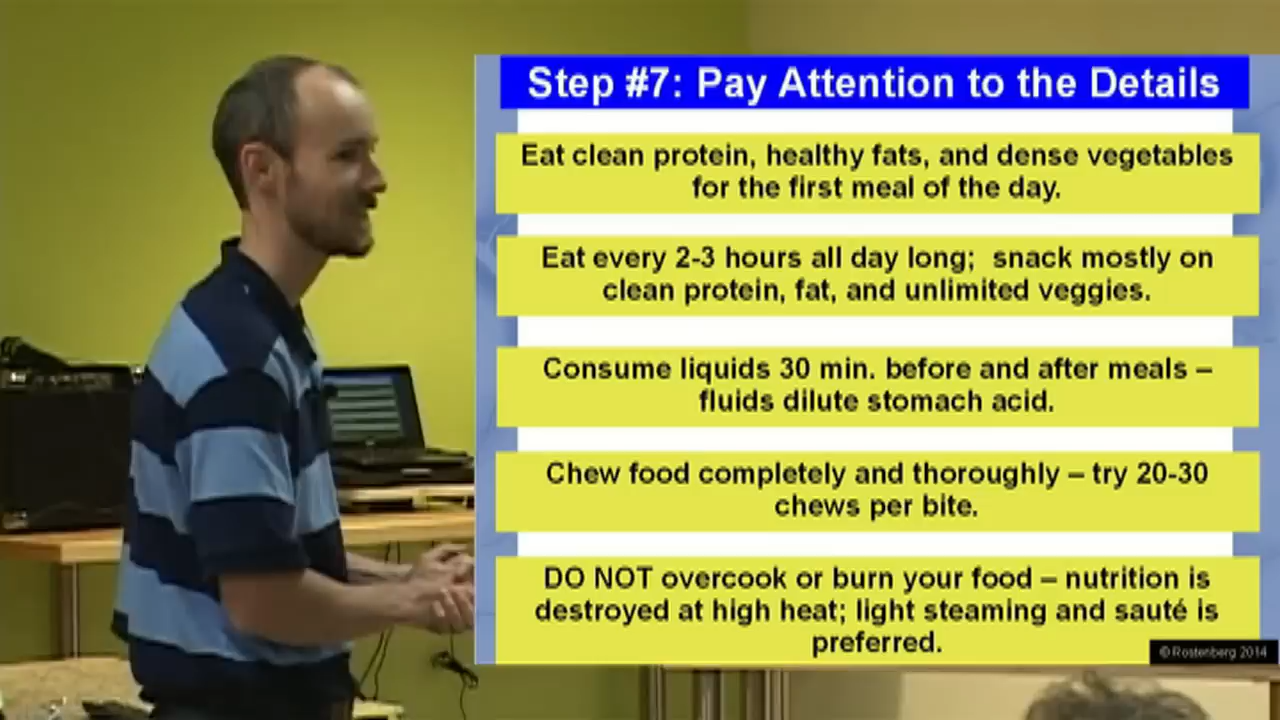 Step #7: Pay Attention to the Details
Eat clean protein, healthy fats, and dense vegetables
for the first meal of the day.
Eat every 2-3 hours all day long;  snack mostly on
clean protein, fat, and unlimited veggies.
Consume liquids 30 min. before and after meals –
fluids dilute stomach acid.
Chew food completely and thoroughly – try 20-30
chews per bite.
DO NOT overcook or burn your food – nutrition is
destroyed at high heat; light steaming and sauté is
preferred.
© Rostenberg 2014